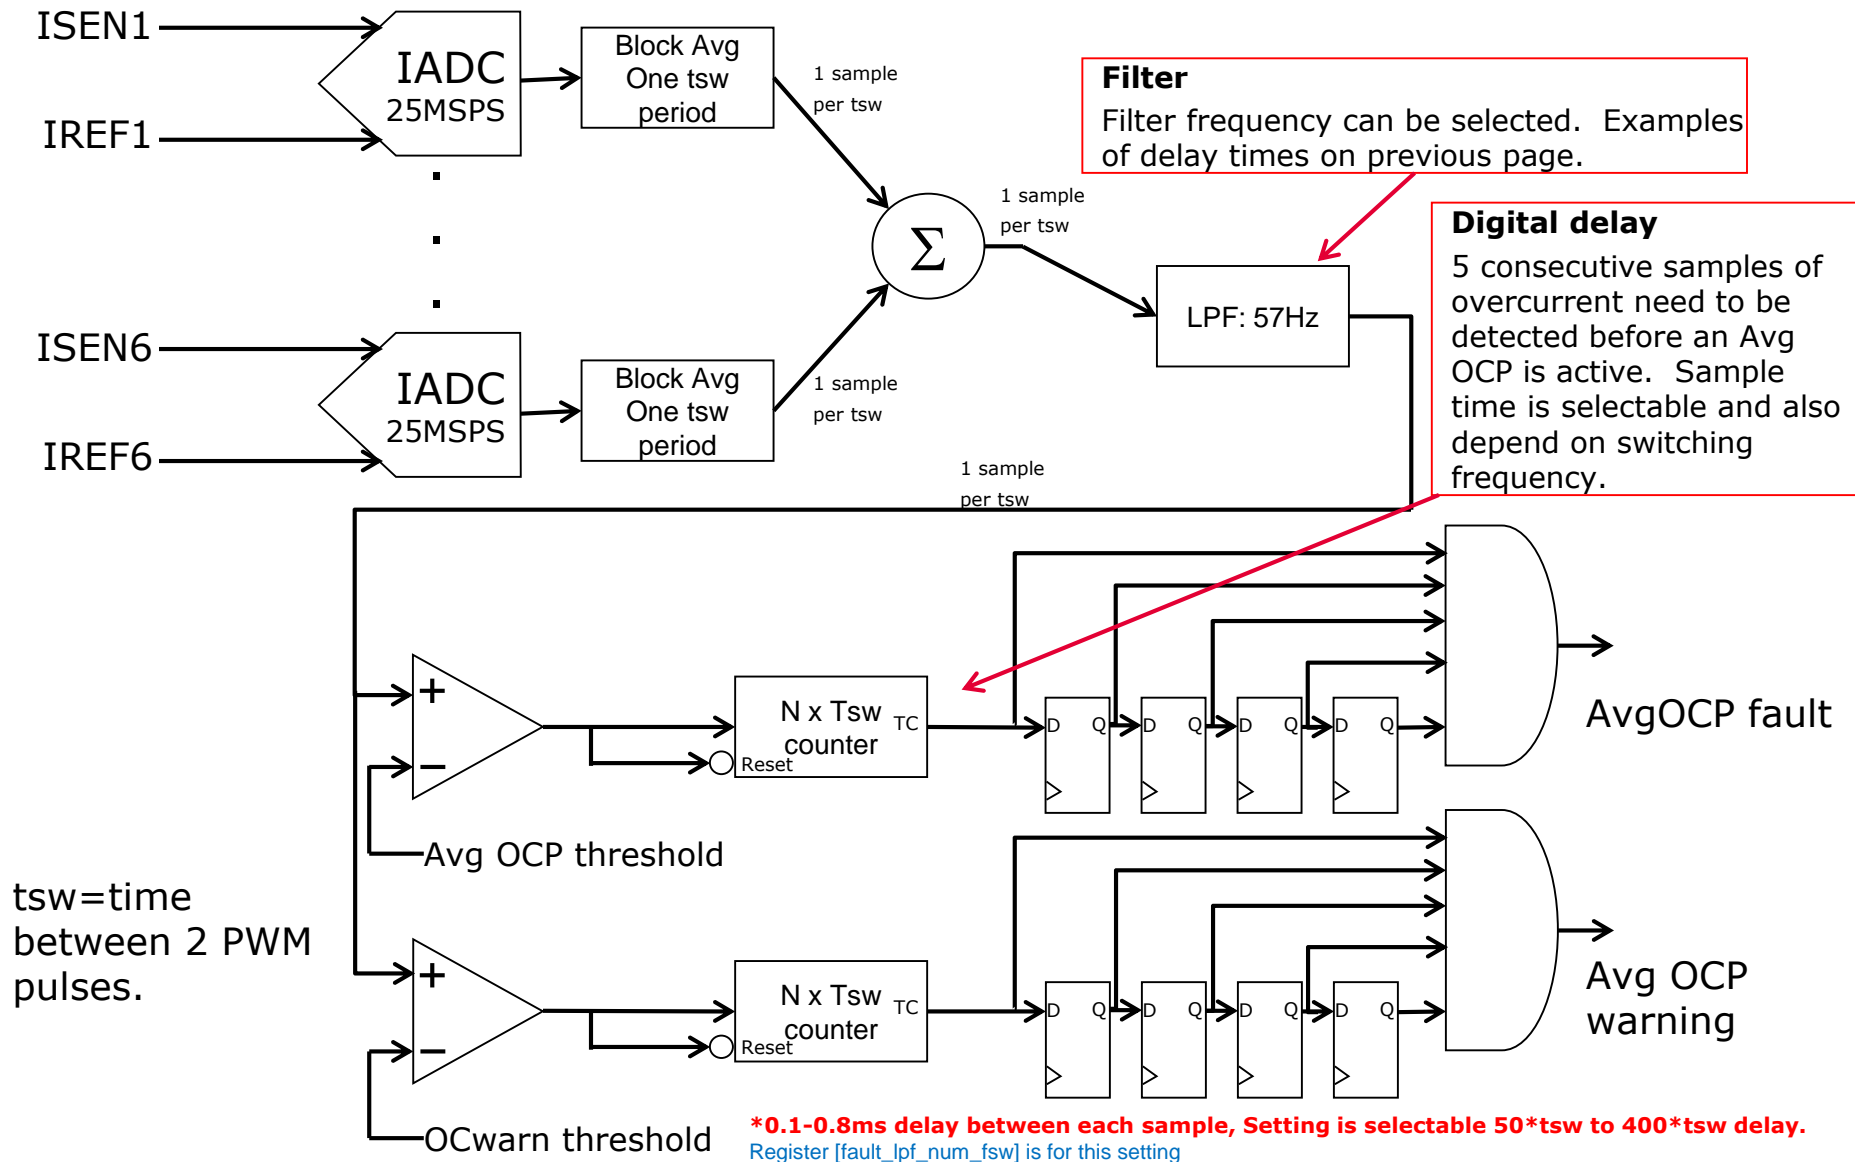 ISEN1
IREF1
IADC
25MSPS
Block Avg
One tsw
period
1 sample
per tsw
ISEN6
IREF6
IADC
25MSPS
Block Avg
One tsw
period
1 sample
per tsw
Σ
1 sample
per tsw
LPF: 57Hz
Filter
Filter frequency can be selected. Examples
of delay times on previous page.
Digital delay
5 consecutive samples of
overcurrent need to be
detected before an Avg
OCP is active. Sample
time is selectable and also
depend on switching
frequency.
1 sample
per tsw
+
−
Avg OCP threshold
N x Tsw
counter
TC
Reset
D Q
D Q
D Q
D Q
AvgOCP fault
tsw=time
between 2 PWM
pulses.
+
−
OCwarn threshold
N x Tsw
counter
TC
Reset
D Q
D Q
D Q
D Q
Avg OCP
warning
*0.1-0.8ms delay between each sample, Setting is selectable 50*tsw to 400*tsw delay.
Register [fault_lpf_num_fsw] is for this setting